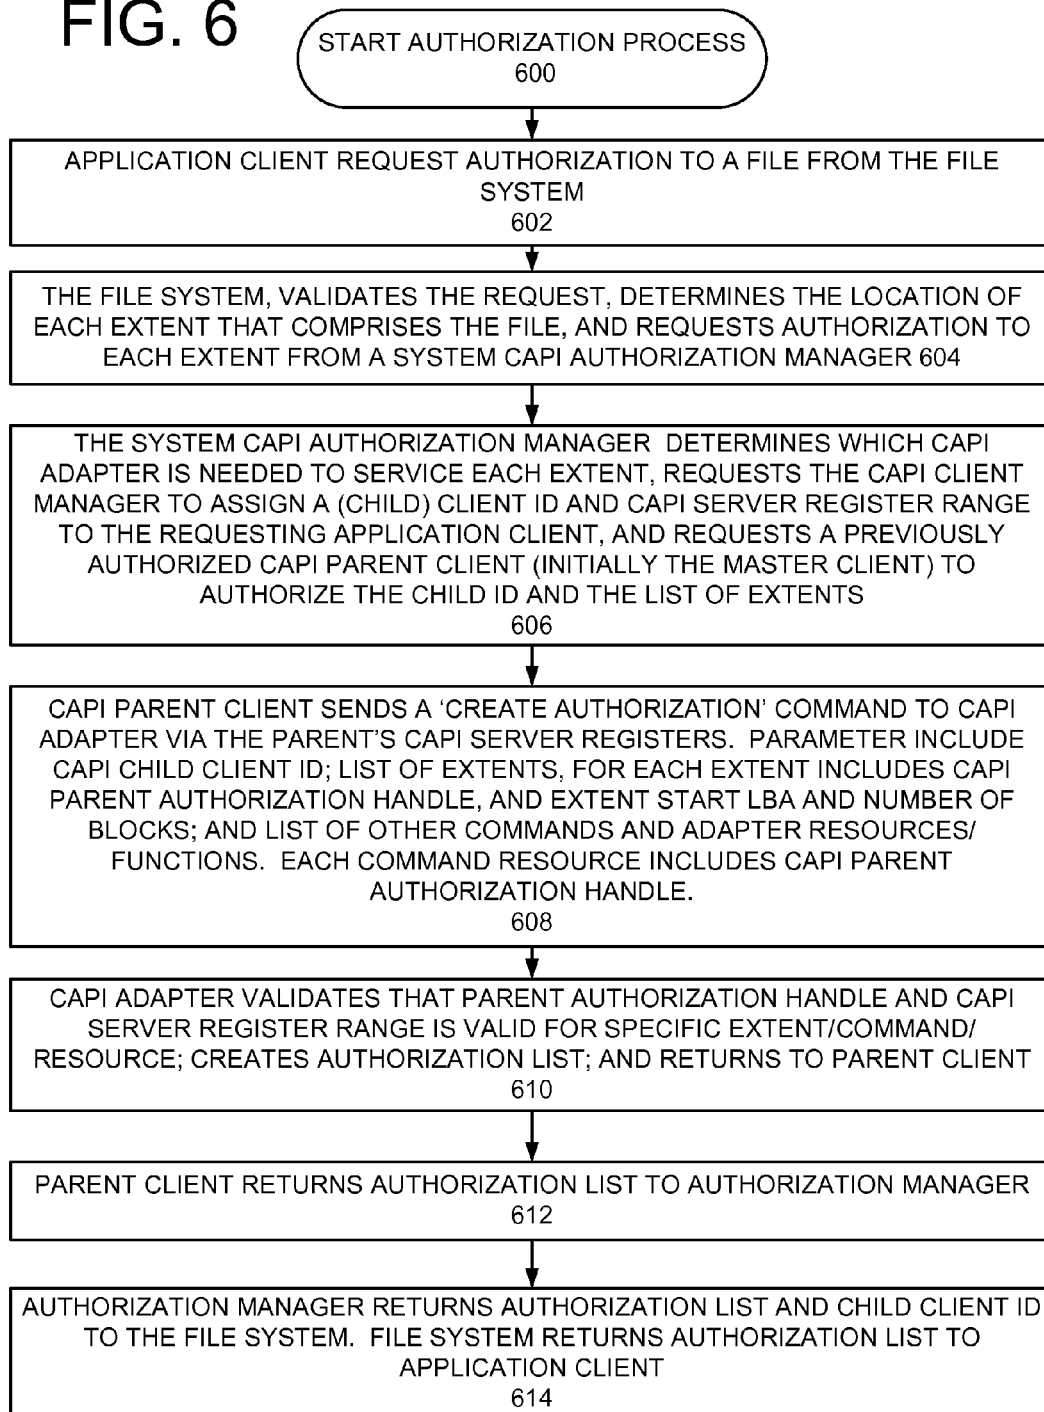 FIG. 6
START AUTHORIZATION PROCESS
600
APPLICATION CLIENT REQUEST AUTHORIZATION TO A FILE FROM THE FILE
SYSTEM
602
THE FILE SYSTEM, VALIDATES THE REQUEST, DETERMINES THE LOCATION OF
EACH EXTENT THAT COMPRISES THE FILE, AND REQUESTS AUTHORIZATION TO
EACH EXTENT FROM A SYSTEM CAPI AUTHORIZATION MANAGER 604
THE SYSTEM CAPI AUTHORIZATION MANAGER DETERMINES WHICH CAPI
ADAPTER IS NEEDED TO SERVICE EACH EXTENT, REQUESTS THE CAPI CLIENT
MANAGER TO ASSIGN A (CHILD) CLIENT ID AND CAPI SERVER REGISTER RANGE
TO THE REQUESTING APPLICATION CLIENT, AND REQUESTS A PREVIOUSLY
AUTHORIZED CAPI PARENT CLIENT (INITIALLY THE MASTER CLIENT) TO
AUTHORIZE THE CHILD ID AND THE LIST OF EXTENTS
606
CAPI PARENT CLIENT SENDS A ‘CREATE AUTHORIZATION’ COMMAND TO CAPI
ADAPTER VIA THE PARENT’S CAPI SERVER REGISTERS. PARAMETER INCLUDE
CAPI CHILD CLIENT ID; LIST OF EXTENTS, FOR EACH EXTENT INCLUDES CAPI
PARENT AUTHORIZATION HANDLE, AND EXTENT START LBA AND NUMBER OF
BLOCKS; AND LIST OF OTHER COMMANDS AND ADAPTER RESOURCES/
FUNCTIONS. EACH COMMAND RESOURCE INCLUDES CAPI PARENT
AUTHORIZATION HANDLE.
608
CAPI ADAPTER VALIDATES THAT PARENT AUTHORIZATION HANDLE AND CAPI
SERVER REGISTER RANGE IS VALID FOR SPECIFIC EXTENT/COMMAND/
RESOURCE; CREATES AUTHORIZATION LIST; AND RETURNS TO PARENT CLIENT
610
PARENT CLIENT RETURNS AUTHORIZATION LIST TO AUTHORIZATION MANAGER
612
AUTHORIZATION MANAGER RETURNS AUTHORIZATION LIST AND CHILD CLIENT ID
TO THE FILE SYSTEM. FILE SYSTEM RETURNS AUTHORIZATION LIST TO
APPLICATION CLIENT
614